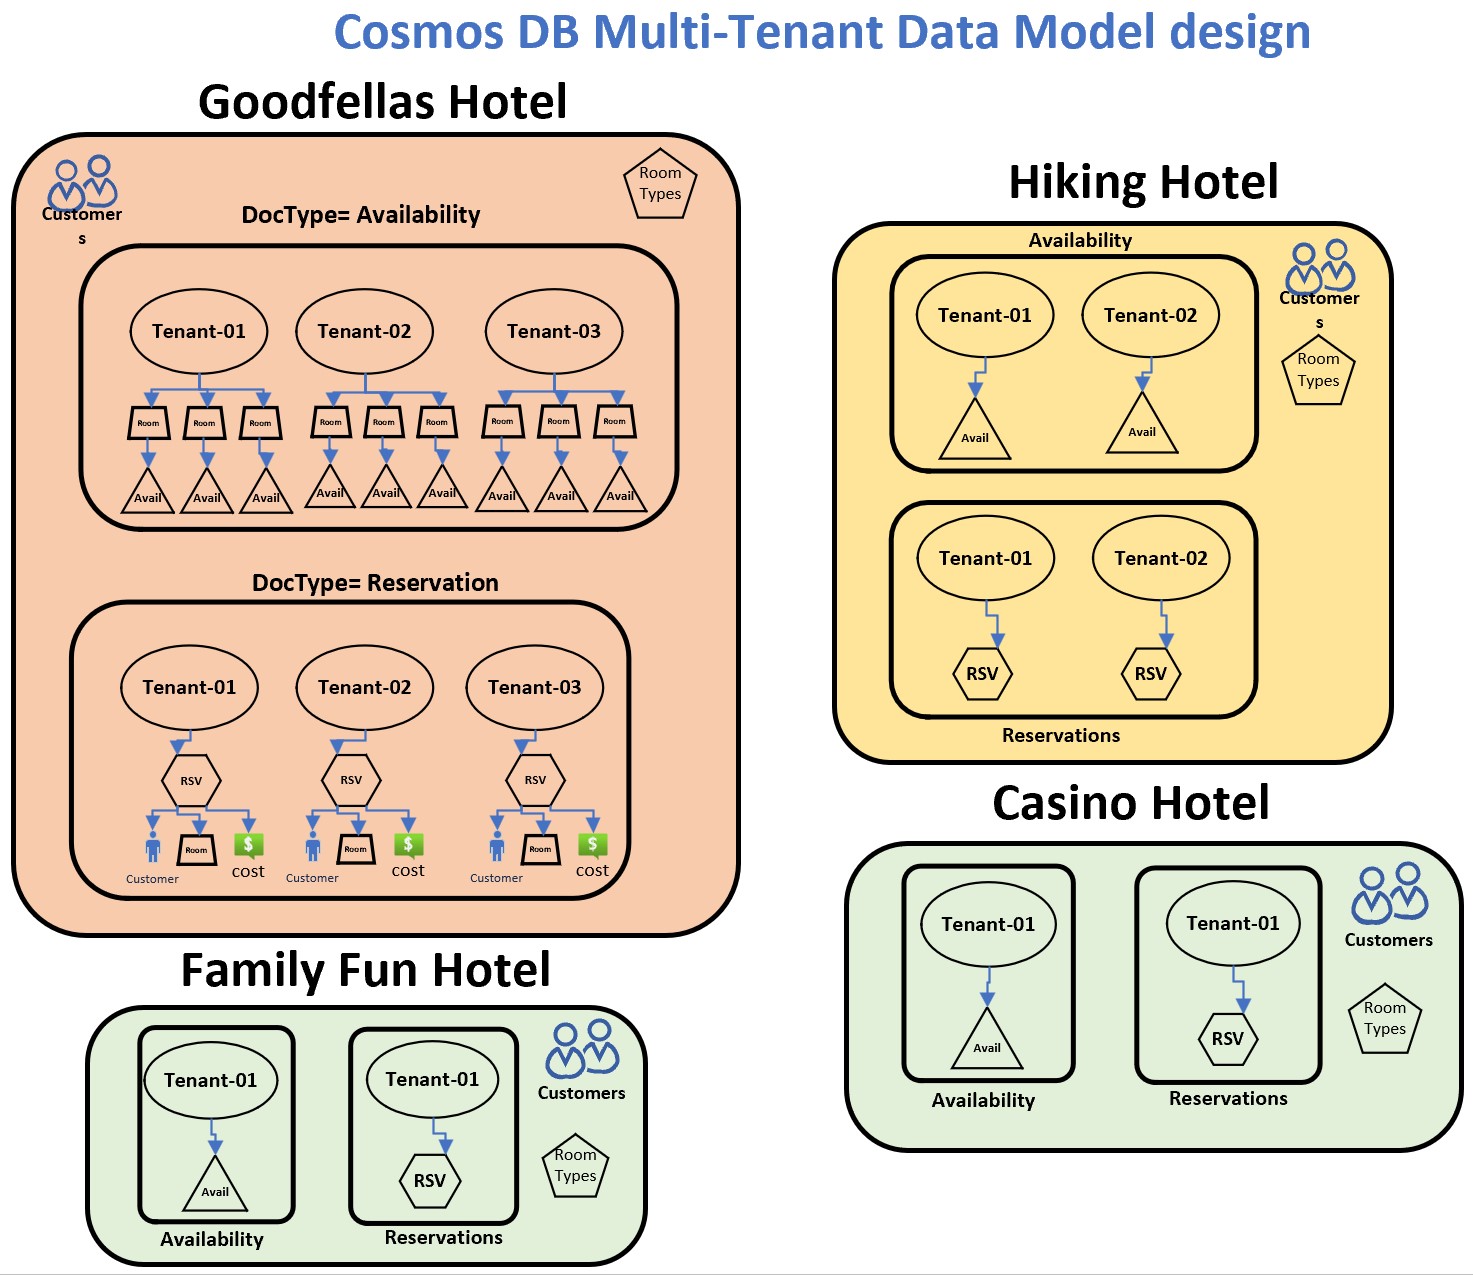 Cosmos DB Multi-Tenant Data Model design
Goodfellas Hotel
Customer
s
Room
Types
DocType= Availability
Tenant-01 Tenant-02 Tenant-03
Room Room Room Room Room Room Room Room Room
Avail Avail Avail Avail Avail Avail Avail Avail Avail
DocType= Reservation
Tenant-01 Tenant-02 Tenant-03
RSV RSV RSV
Room Room Room
$ $ $
Customer cost Customer cost Customer cost
Hiking Hotel
Availability
Customer
s
Room
Types
Tenant-01 Tenant-02
Avail Avail
Tenant-01 Tenant-02
RSV RSV
Reservations
Casino Hotel
Tenant-01 Tenant-01
Customers
Room
Types
Avail RSV
Availability Reservations
Family Fun Hotel
Tenant-01 Tenant-01
Customers
Room
Types
Avail RSV
Availability Reservations